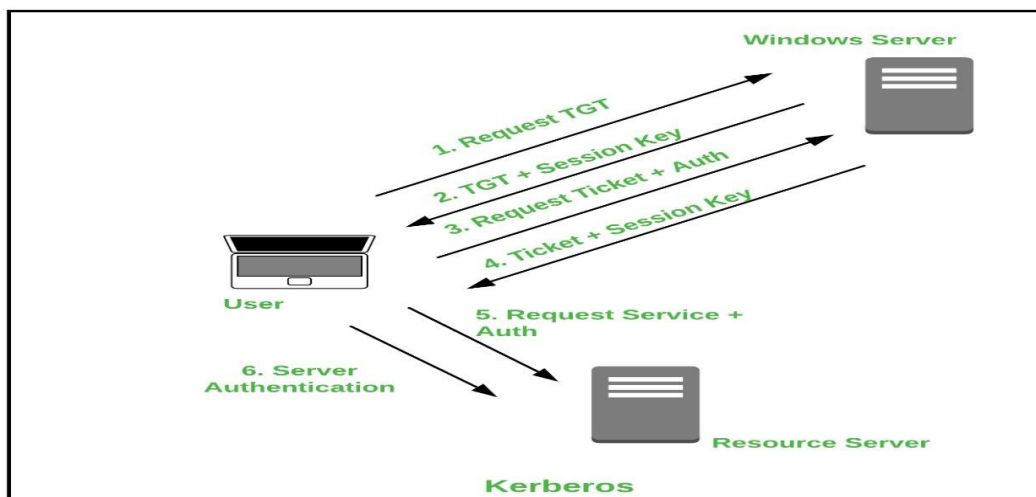 Windows Server
1. Request TGT
2. TGT + Session Key
3. Request Ticket + Auth
4. Ticket + Session Key
User
5. Request Service +
Auth
6. Server
Authentication
Resource Server
Kerberos